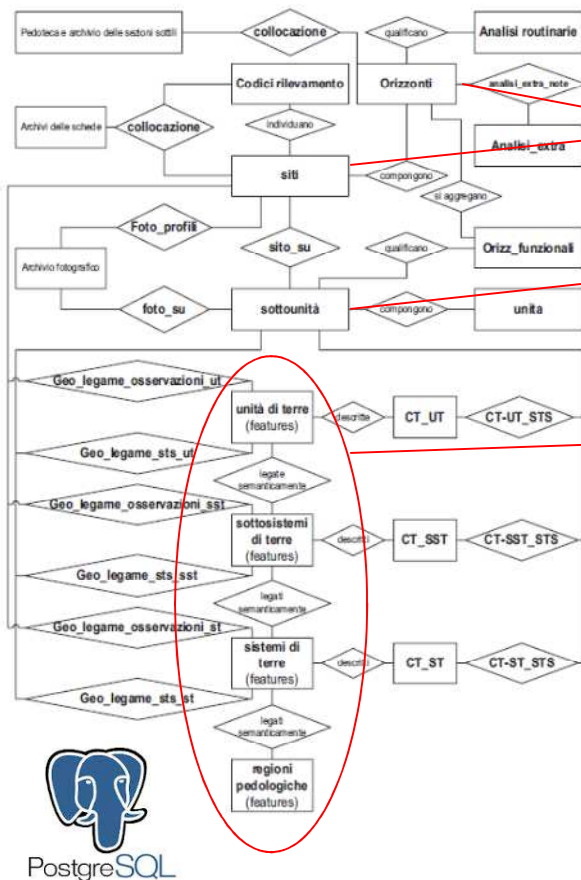 Pedoteca e archivio delle sezioni sottili
collocazione
qualificano
Analisi routinarie
Codici rilevamento
Orizzonti
analisi_extra_note
Archivi delle schede
collocazione
individuano
Analisi_extra
siti
compongono
si aggregano
Foto_profili
sito_su
qualificano
Orizz_funzionali
Archivio fotografico
foto_su
sottounità
compongono
unita
Geo_legame_osservazioni_ut
unità di terre
(features)
descritte
CT_UT
CT-UT_STS
Geo_legame_sts_ut
legate
semanticamente
Geo_legame_osservazioni_sst
sottosistemi
di terre
(features)
descritti
CT_SST
CT-SST_STS
Geo_legame_sts_sst
legati
semanticamente
Geo_legame_osservazioni_st
sistemi di
terre
(features)
descritti
CT_ST
CT-ST_STS
Geo_legame_sts_st
legati
semanticamente
regioni
pedologiche
(features)
PostgreSQL